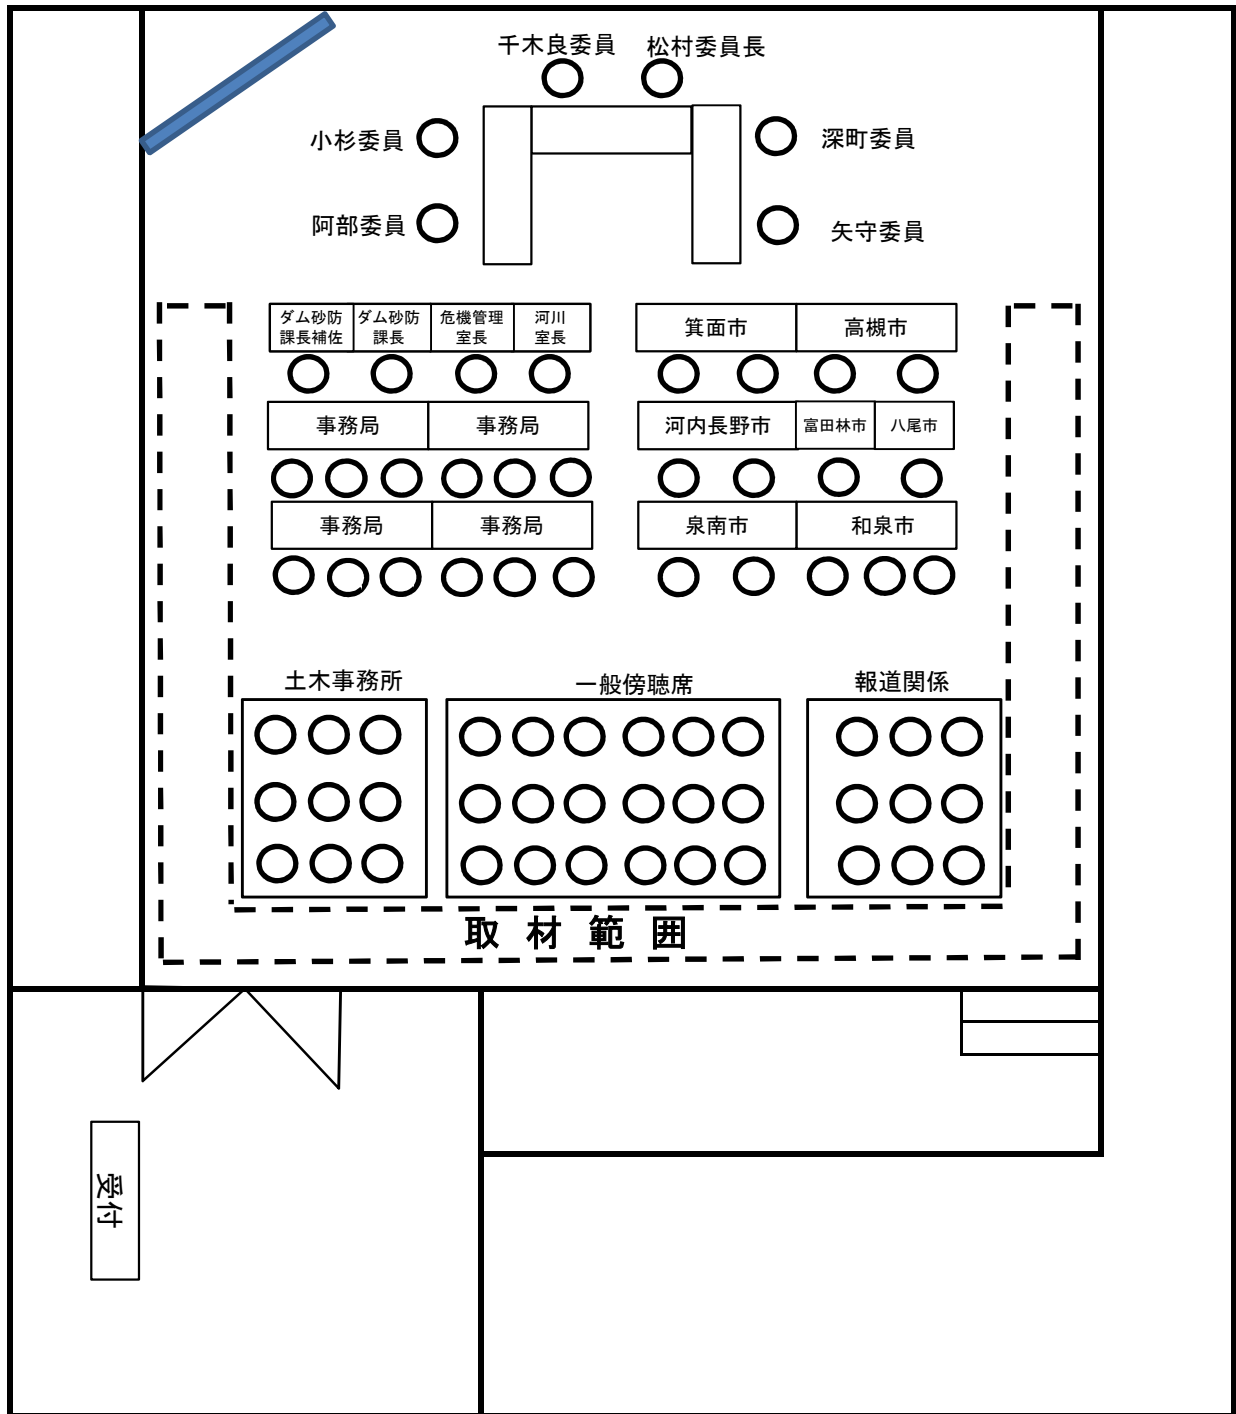 千木良委員 松村委員長
小杉委員 深町委員
阿部委員 矢守委員
ダム砂防
課長補佐
ダム砂防
課長
危機管理
室長
河川
室長
箕面市 高槻市
事務局 事務局 河内長野市 富田林市 八尾市
事務局 事務局 泉南市 和泉市
土木事務所 一般傍聴席 報道関係
取材範囲
受付